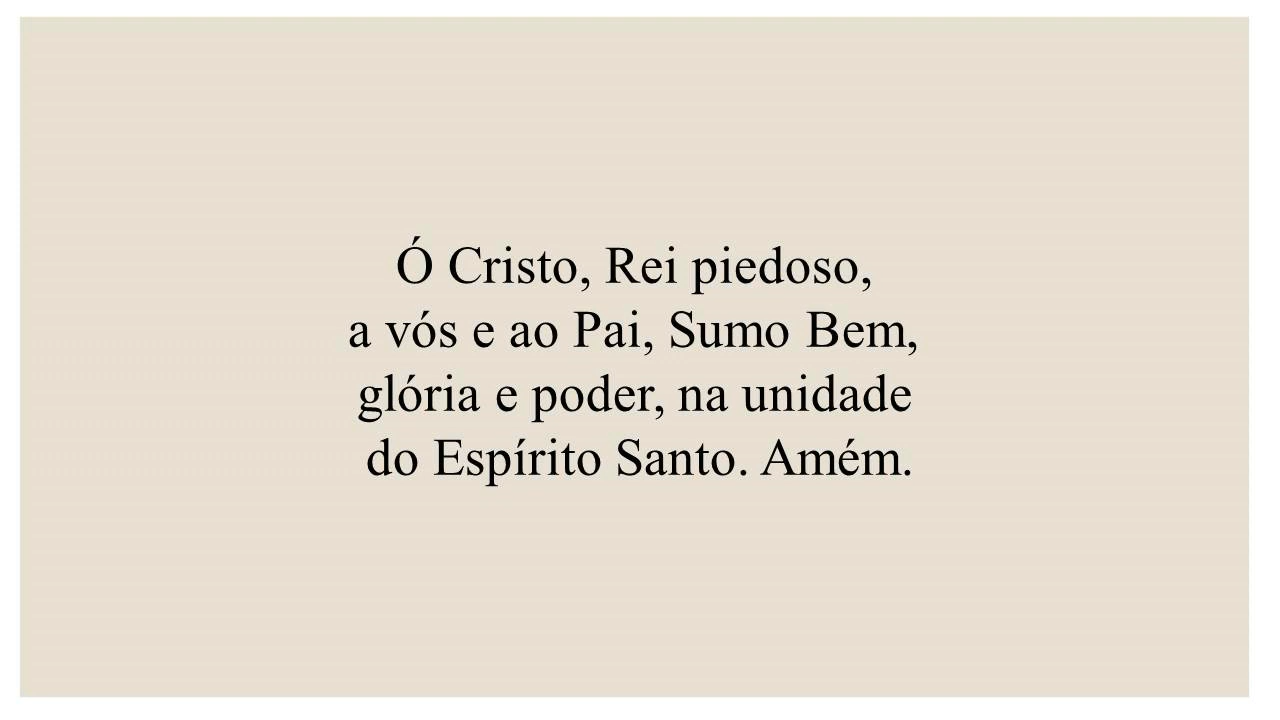 Ó Cristo, Rei piedoso,
a vós e ao Pai, Sumo Bem,
glória e poder, na unidade
do Espírito Santo. Amém.